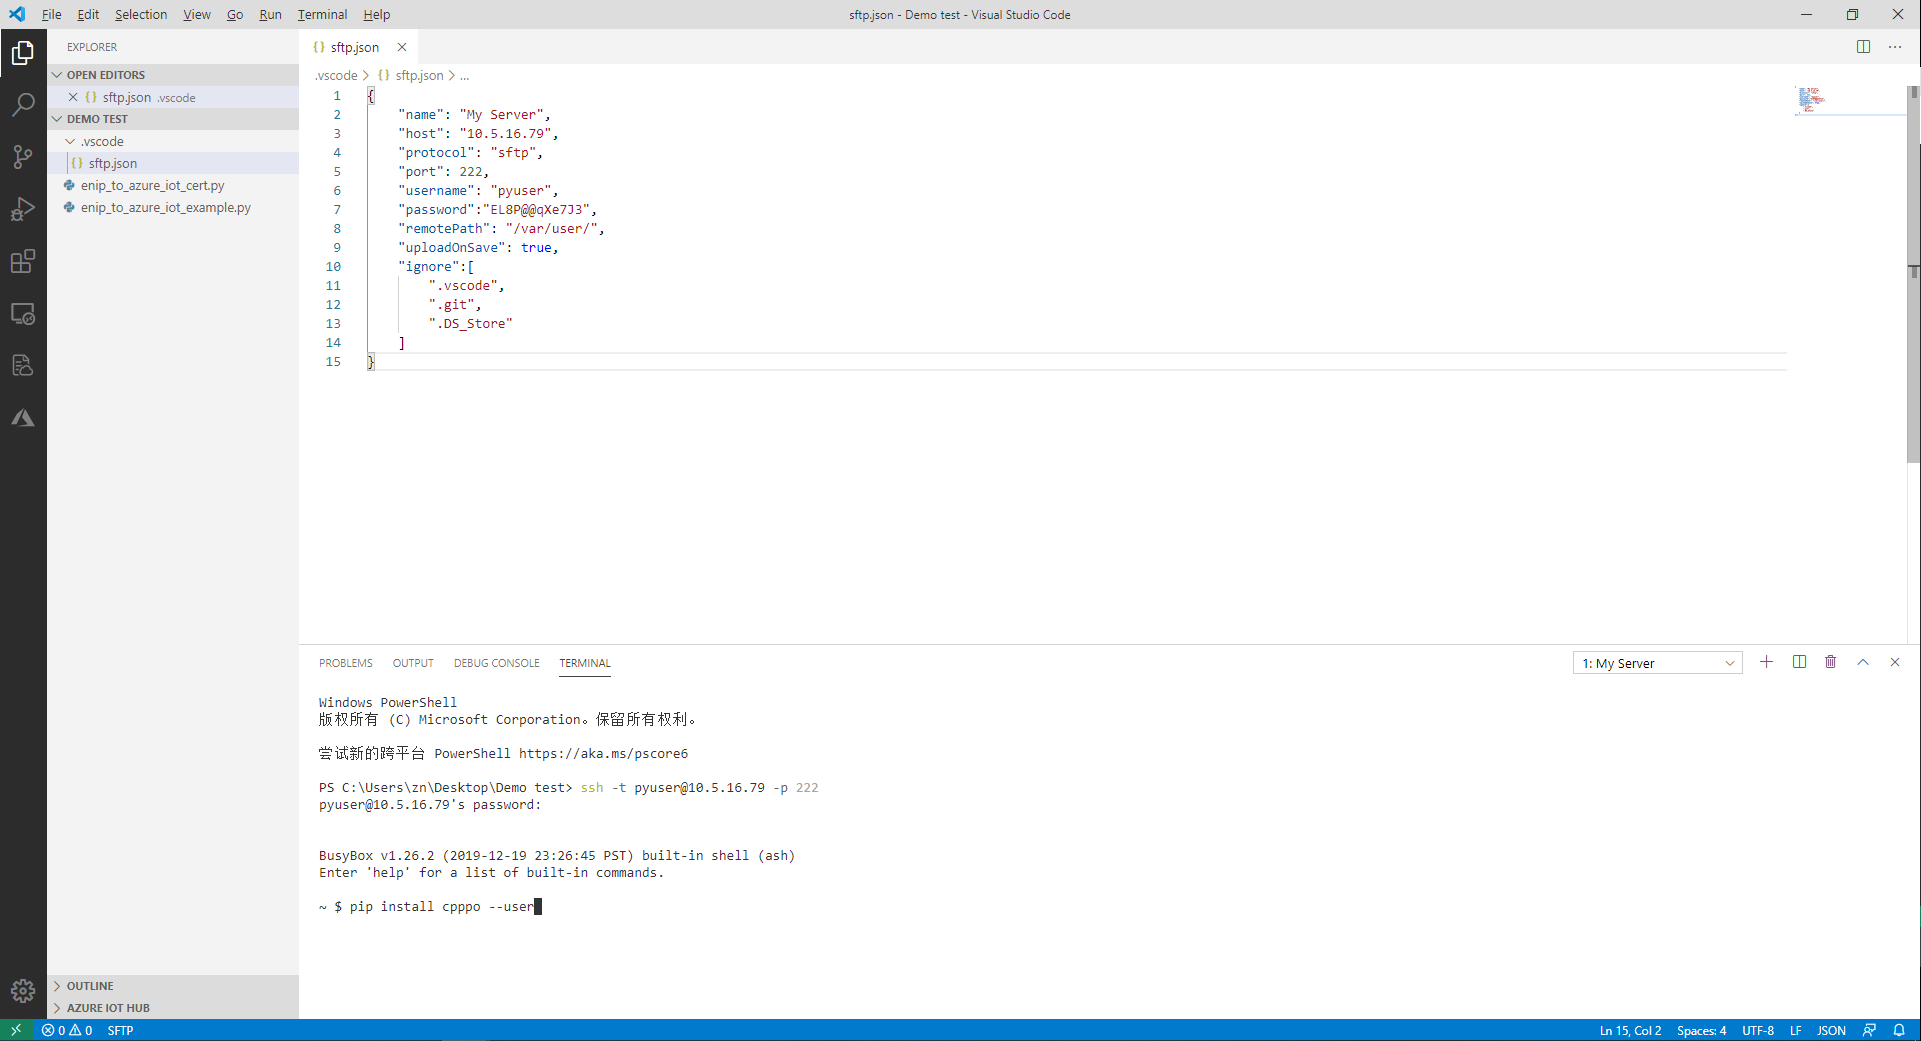 File Edit Selection View Go Run Terminal Help
sftp.json - Demo test - Visual Studio Code
EXPLORER
OPEN EDITORS
sftp.json .vscode
DEMO TEST
.vscode
sftp.json
enip_to_azure_iot_cert.py
enip_to_azure_iot_example.py
OUTLINE
AZURE IOT HUB
{} sftp.json
.vscode > {} sftp.json > ...
1 {
2 "name": "My Server",
3 "host": "10.5.16.79",
4 "protocol": "sftp",
5 "port": 222,
6 "username": "pyuser",
7 "password":"EL8P@@qXe7J3",
8 "remotePath": "/var/user/",
9 "uploadOnSave": true,
10 "ignore":[
11 ".vscode",
12 ".git",
13 ".DS_Store"
14 ]
15 }
PROBLEMS OUTPUT DEBUG CONSOLE TERMINAL
1: My Server
Windows PowerShell
版权所有 (C) Microsoft Corporation。保留所有权利。
尝试新的跨平台 PowerShell https://aka.ms/pscore6
PS C:\Users\zn\Desktop\Demo test> ssh -t pyuser@10.5.16.79 -p 222
pyuser@10.5.16.79's password:
BusyBox v1.26.2 (2019-12-19 23:26:45 PST) built-in shell (ash)
Enter 'help' for a list of built-in commands.
~ $ pip install cpppo --user
0 0 SFTP
Ln 15, Col 2 Spaces: 4 UTF-8 LF JSON